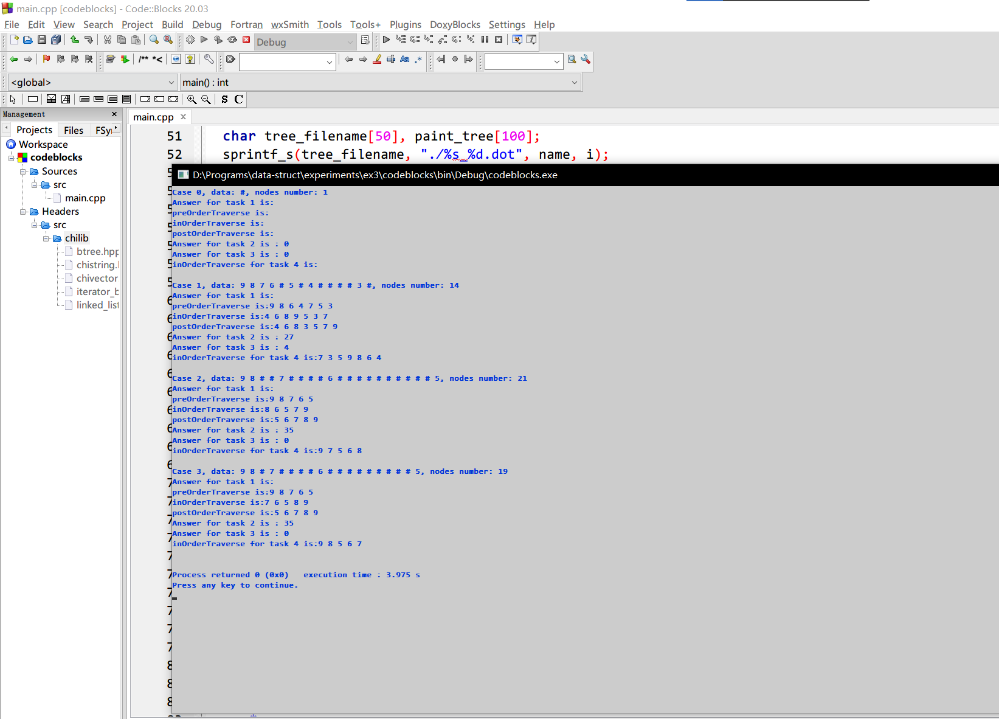 main.cpp [codeblocks] - Code::Blocks 20.03
File Edit View Search Project Build Debug Fortran wxSmith Tools Tools+ Plugins DoxyBlocks Settings Help
Debug
/** *<
Aa .*
<global> main() : int
S C
Management
Projects Files FSy
main.cpp
Workspace
codeblocks
Sources
src
main.cpp
Headers
src
chilib
btree.hpp
chistring.
chivector
iterator_b
linked_list
51 char tree_filename[50], paint_tree[100];
52 sprintf_s(tree_filename, "./%s_%d.dot", name, i);
D:\Programs\data-struct\experiments\ex3\codeblocks\bin\Debug\codeblocks.exe
Case 0, data: #, nodes number: 1
Answer for task 1 is:
preOrderTraverse is:
inOrderTraverse is:
postOrderTraverse is:
Answer for task 2 is : 0
Answer for task 3 is : 0
inOrderTraverse for task 4 is:
Case 1, data: 9 8 7 6 # 5 # 4 # # # # 3 #, nodes number: 14
Answer for task 1 is:
preOrderTraverse is:9 8 6 4 7 5 3
inOrderTraverse is:4 6 8 9 5 3 7
postOrderTraverse is:4 6 8 3 5 7 9
Answer for task 2 is : 27
Answer for task 3 is : 4
inOrderTraverse for task 4 is:7 3 5 9 8 6 4
Case 2, data: 9 8 # # 7 # # # # 6 # # # # # # # # # # 5, nodes number: 21
Answer for task 1 is:
preOrderTraverse is:9 8 7 6 5
inOrderTraverse is:8 6 5 7 9
postOrderTraverse is:5 6 7 8 9
Answer for task 2 is : 35
Answer for task 3 is : 0
inOrderTraverse for task 4 is:9 7 5 6 8
Case 3, data: 9 8 # 7 # # # # 6 # # # # # # # # # 5, nodes number: 19
Answer for task 1 is:
preOrderTraverse is:9 8 7 6 5
inOrderTraverse is:7 6 5 8 9
postOrderTraverse is:5 6 7 8 9
Answer for task 2 is : 35
Answer for task 3 is : 0
inOrderTraverse for task 4 is:9 8 5 6 7
Process returned 0 (0x0) execution time : 3.975 s
Press any key to continue.